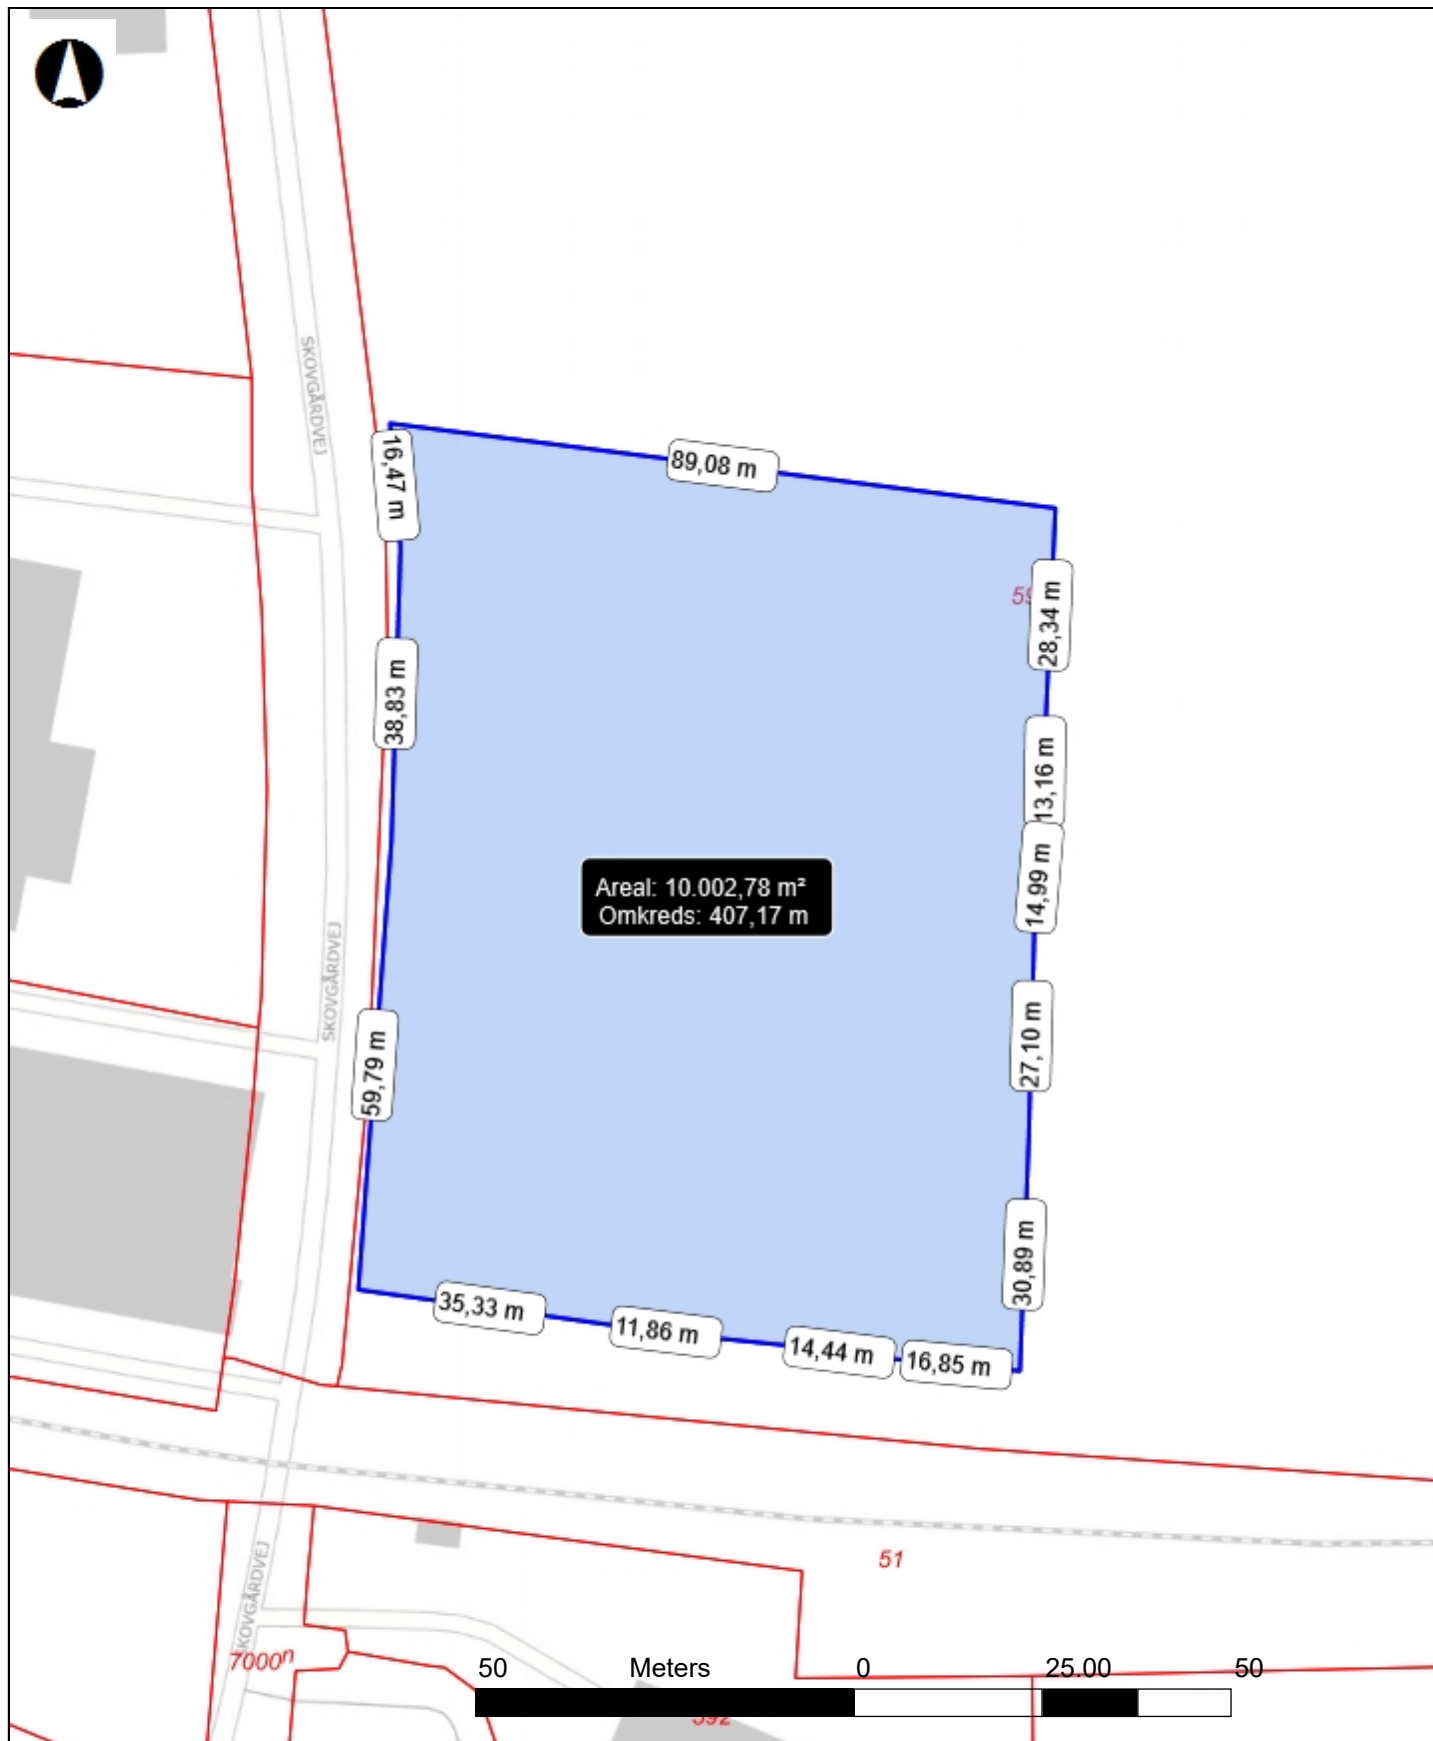 SKOVGÅRDVEJ
89,08 m
16,47 m
59
28,34 m
38,83 m
13,16 m
14,99 m
Areal: 10.002,78 m²
Omkreds: 407,17 m
SKOVGÅRDVEJ
27,10 m
59,79 m
30,89 m
35,33 m
11,86 m
14,44 m
16,85 m
51
SKOVGÅRDVEJ
7000ⁿ
50 Meters 0 25.00 50
392